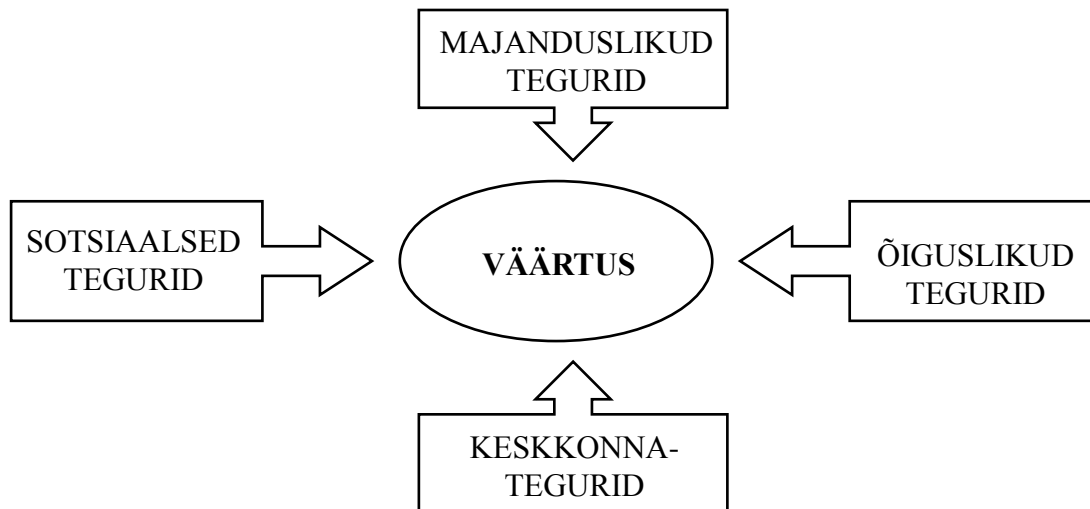 MAJANDUSLIKUD
TEGURID
SOTSIAALSED
TEGURID
VÄÄRTUS
ÕIGUSLIKUD
TEGURID
KESKKONNA-
TEGURID